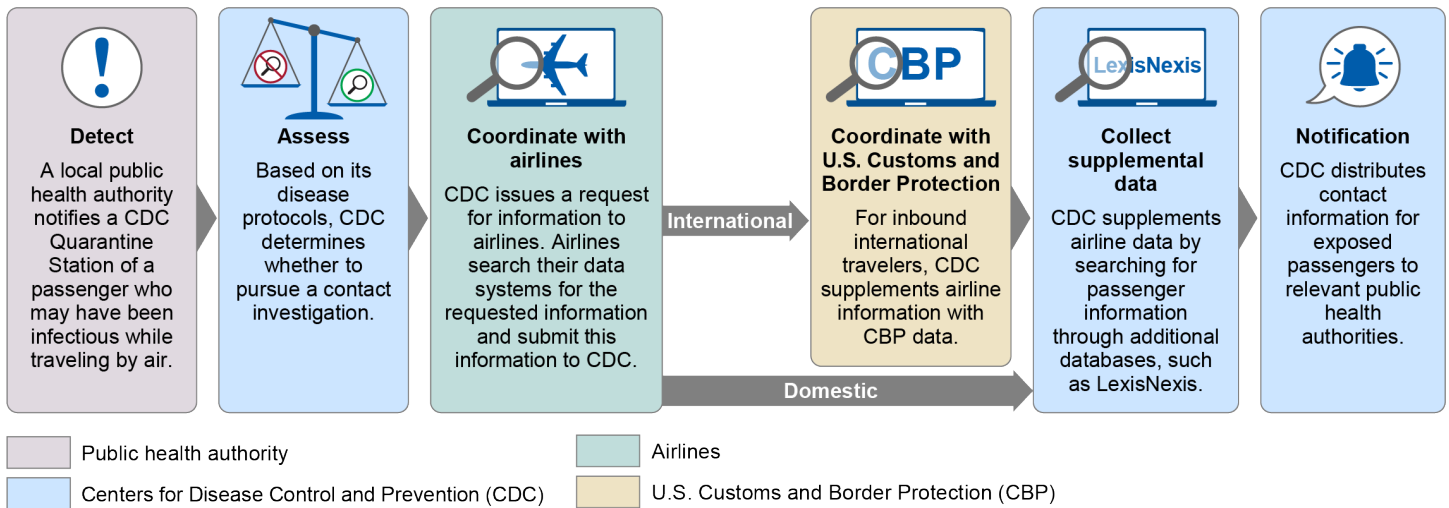 CBP
LexisNexis
Detect
A local public
health authority
notifies a CDC
Quarantine
Station of a
passenger who
may have been
infectious while
traveling by air.
Assess
Based on its
disease
protocols, CDC
determines
whether to
pursue a contact
investigation.
Coordinate with
airlines
CDC issues a request
for information to
airlines. Airlines
search their data
systems for the
requested information
and submit this
information to CDC.
International
Domestic
Coordinate with
U.S. Customs and
Border Protection
For inbound
international
travelers, CDC
supplements airline
information with
CBP data.
Collect
supplemental
data
CDC supplements
airline data by
searching for
passenger
information
through additional
databases, such
as LexisNexis.
Notification
CDC distributes
contact
information for
exposed
passengers to
relevant public
health
authorities.
Public health authority
Airlines
Centers for Disease Control and Prevention (CDC)
U.S. Customs and Border Protection (CBP)